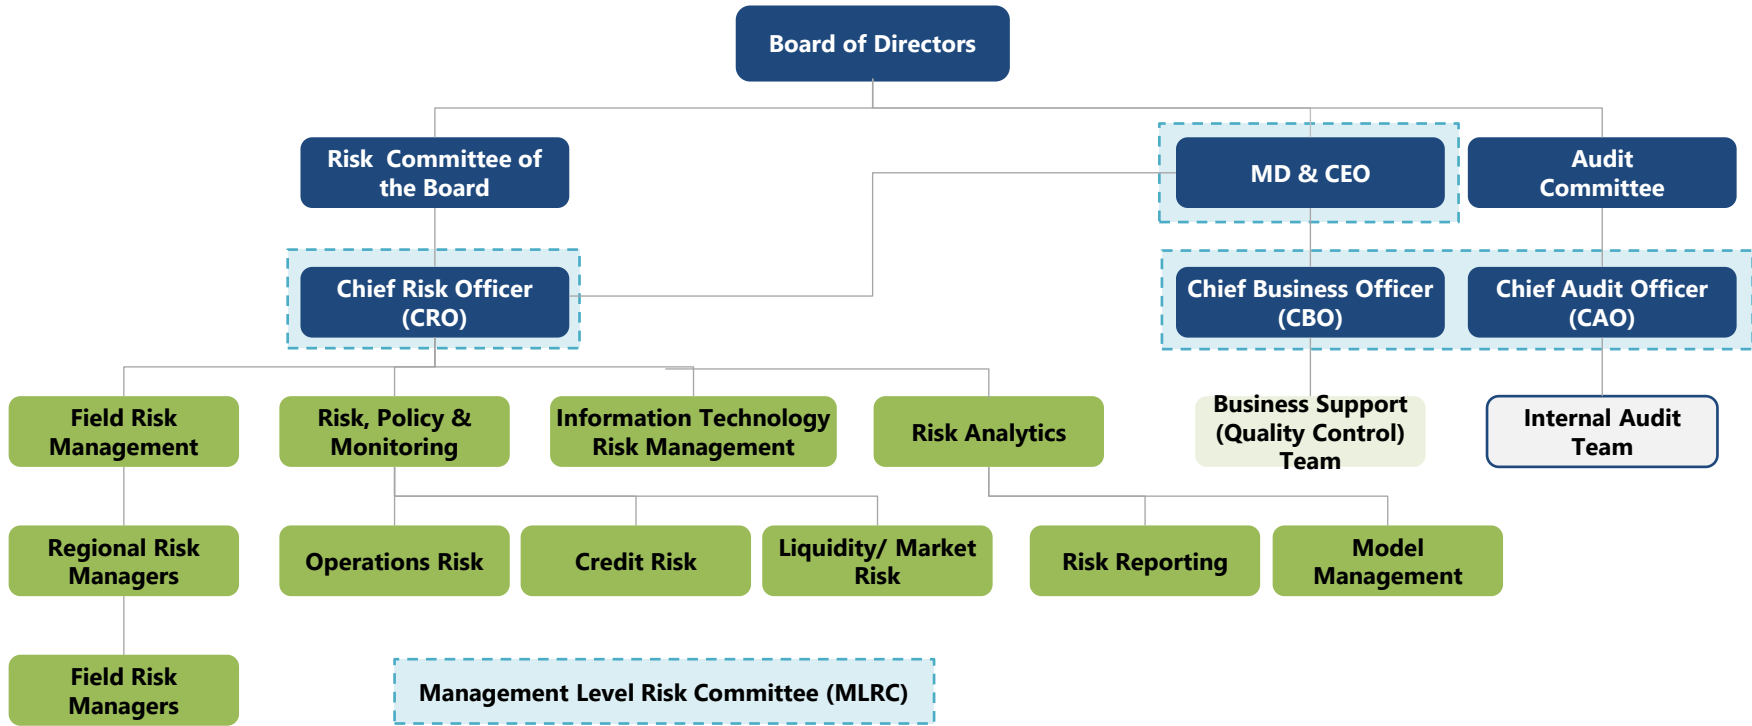 Board of Directors
Risk Committee of
the Board
MD & CEO
Audit
Committee
Chief Risk Officer
(CRO)
Chief Business Officer
(CBO)
Chief Audit Officer
(CAO)
Field Risk
Management
Risk, Policy &
Monitoring
Information Technology
Risk Management
Risk Analytics
Business Support
(Quality Control)
Team
Internal Audit
Team
Regional Risk
Managers
Operations Risk
Credit Risk
Liquidity/ Market
Risk
Risk Reporting
Model
Management
Field Risk
Managers
Management Level Risk Committee (MLRC)